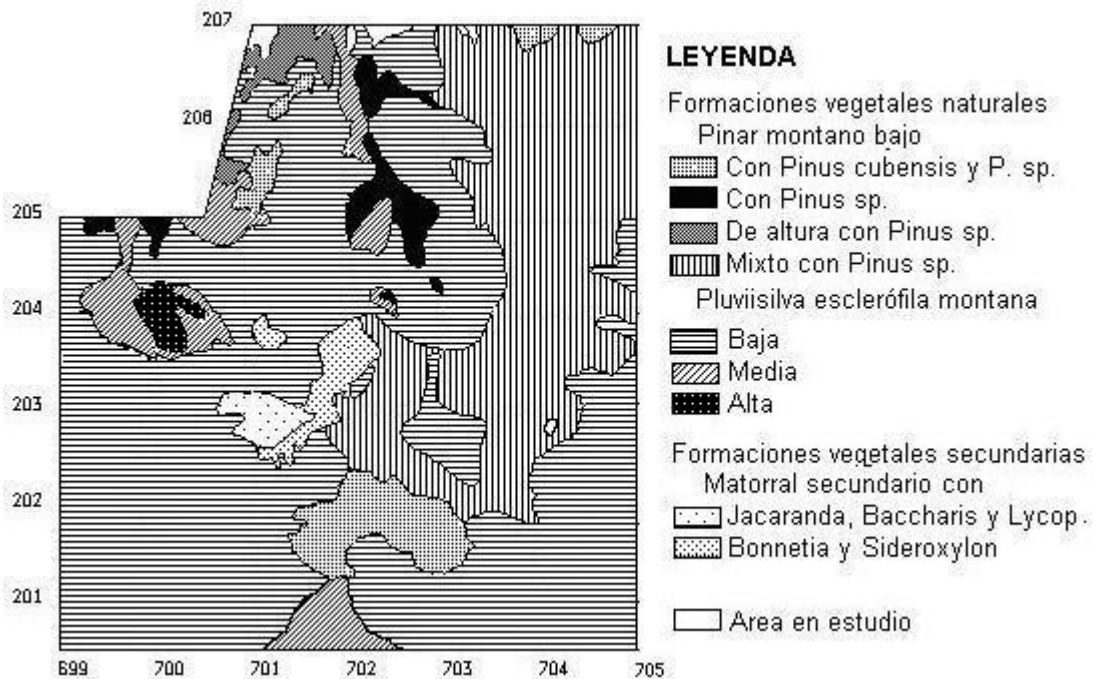 207
206
205
204
203
202
201
699 700 701 702 703 704 705
LEYENDA
Formaciones vegetales naturales
Pinar montano bajo
Con Pinus cubensis y P. sp.
Con Pinus sp.
De altura con Pinus sp.
Mixto con Pinus sp.
Pluviisilva esclerófila montana
Baja
Media
Alta
Formaciones vegetales secundarias
Matorral secundario con
Jacaranda, Baccharis y Lycop.
Bonnetia y Sideroxylon
Area en estudio